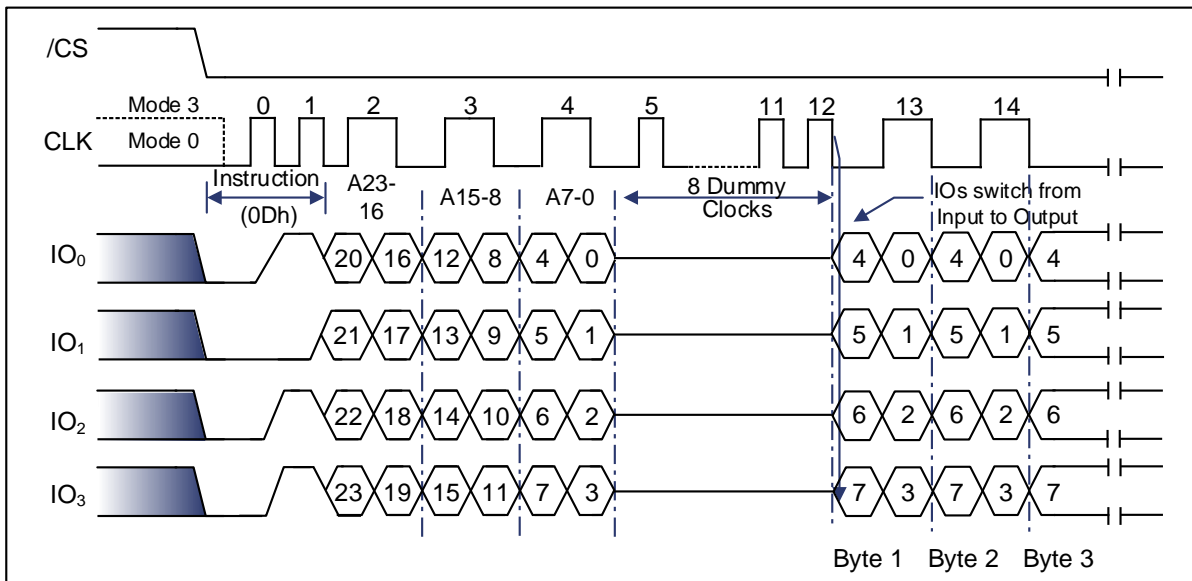 /CS
Mode 3
0 1 2 3 4 5 11 12 13 14
CLK
Mode 0
Instruction
(0Dh)
A23-
16
A15-8
A7-0
8 Dummy
Clocks
IOs switch from
Input to Output
IO₀ 20 16 12 8 4 0 4 0 4 0 4
IO₁ 21 17 13 9 5 1 5 1 5 1 5
IO₂ 22 18 14 10 6 2 6 2 6 2 6
IO₃ 23 19 15 11 7 3 7 3 7 3 7
Byte 1 Byte 2 Byte 3